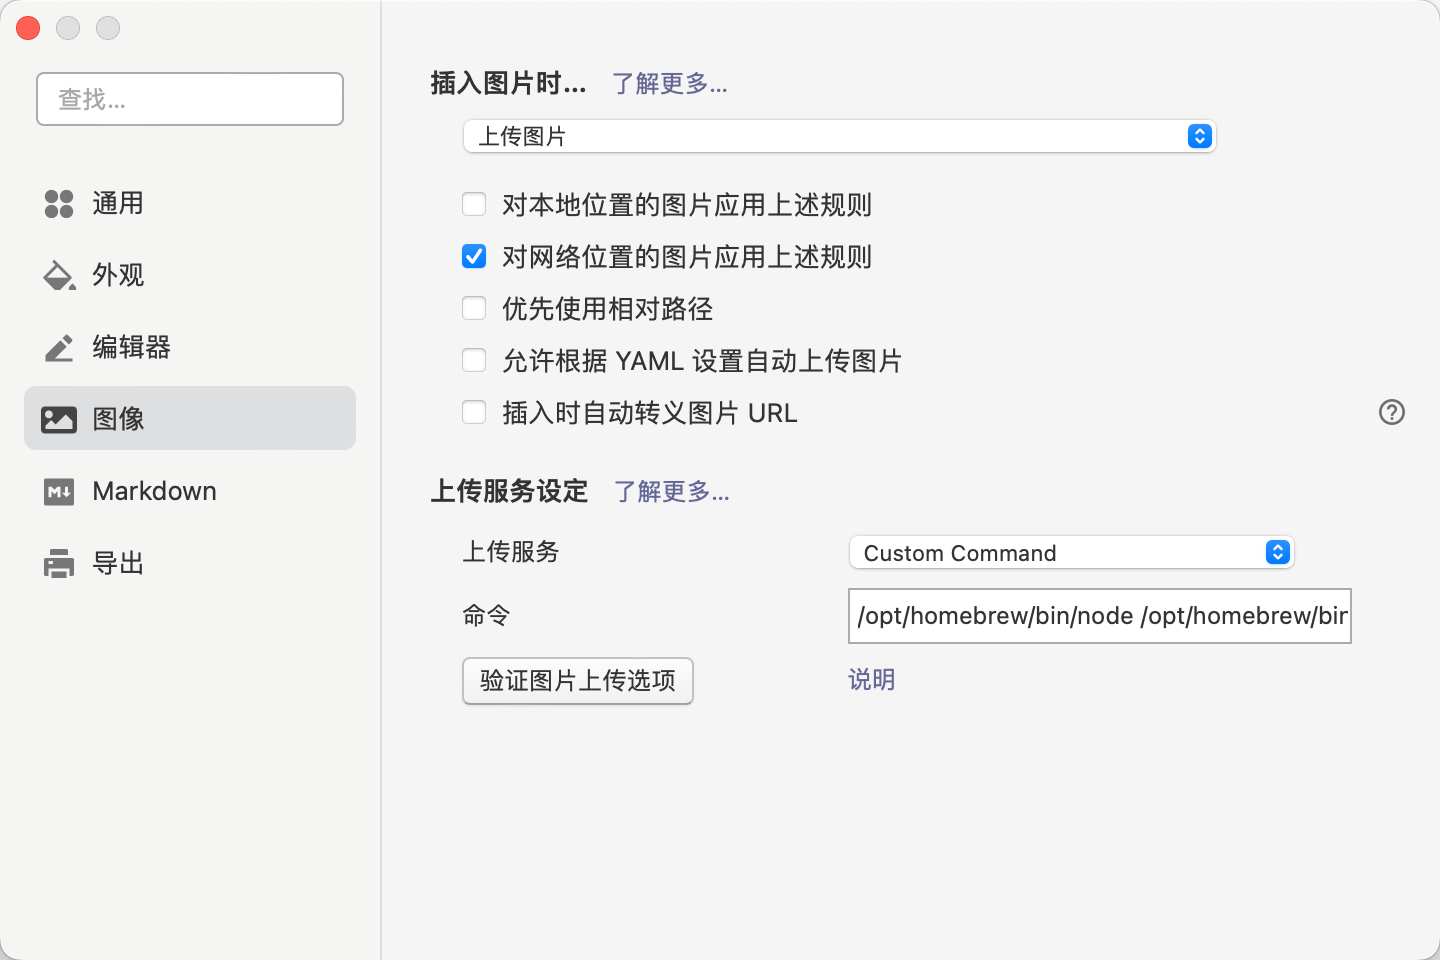 查找...
通用
外观
编辑器
图像
Markdown
导出
插入图片时... 了解更多...
上传图片
对本地位置的图片应用上述规则
对网络位置的图片应用上述规则
优先使用相对路径
允许根据 YAML 设置自动上传图片
插入时自动转义图片 URL
上传服务设定 了解更多...
上传服务 Custom Command
命令 /opt/homebrew/bin/node /opt/homebrew/bin
验证图片上传选项 说明